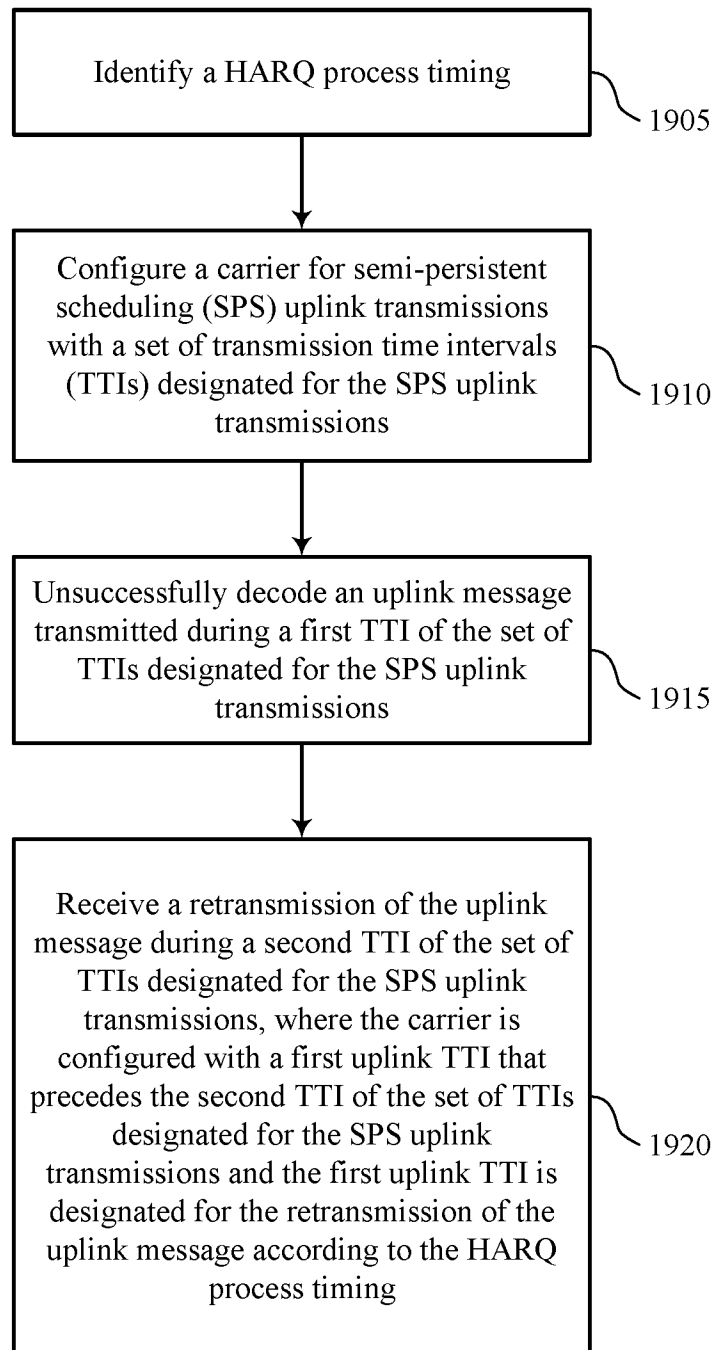 Identify a HARQ process timing
1905
Configure a carrier for semi-persistent
scheduling (SPS) uplink transmissions
with a set of transmission time intervals
(TTIs) designated for the SPS uplink
transmissions
1910
Unsuccessfully decode an uplink message
transmitted during a first TTI of the set of
TTIs designated for the SPS uplink
transmissions
1915
Receive a retransmission of the uplink
message during a second TTI of the set of
TTIs designated for the SPS uplink
transmissions, where the carrier is
configured with a first uplink TTI that
precedes the second TTI of the set of TTIs
designated for the SPS uplink
transmissions and the first uplink TTI is
designated for the retransmission of the
uplink message according to the HARQ
process timing
1920